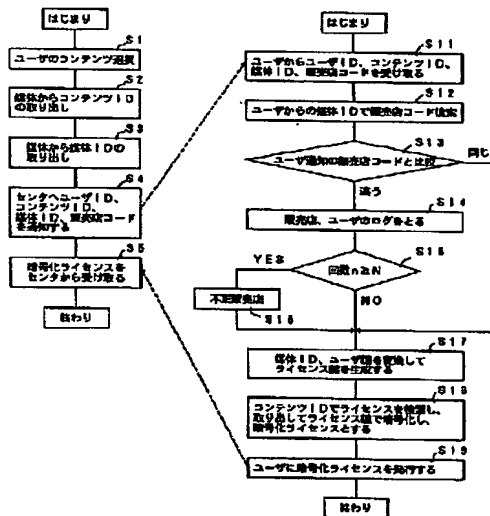 はじまり
S1
ユーザのコンテンツ選択
S2
媒体からコンテンツID
の取り出し
S3
媒体から媒体IDの
取り出し
S4
センタへユーザID、
コンテンツID、
媒体ID、販売店コード
を通知する
S5
暗号化ライセンスを
センタから受け取る
終わり
はじまり
S11
ユーザからユーザID、コンテンツID、
媒体ID、販売店コードを受け取る
S12
ユーザからの媒体IDで販売店コード検索
S13
ユーザ通知の販売店コードと比較
同じ
違う
S14
販売店、ユーザのログをとる
S15
YES
回数n≥N
不正販売店
S16
NO
S17
媒体ID、ユーザ鍵を変換して
ライセンス鍵を生成する
S18
コンテンツIDでライセンスを検索し、
取り出してライセンス鍵で暗号化し、
暗号化ライセンスとする
S19
ユーザに暗号化ライセンスを発行する
終わり